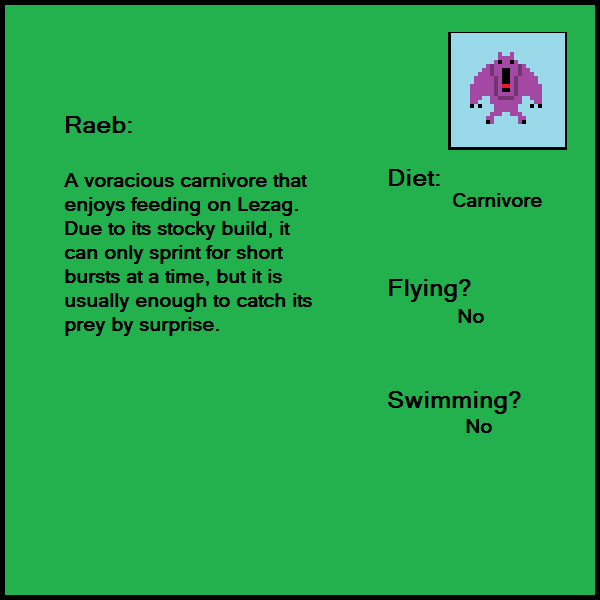 Raeb:
A voracious carnivore that
enjoys feeding on Lezag.
Due to its stocky build, it
can only sprint for short
bursts at a time, but it is
usually enough to catch its
prey by surprise.
Diet:
Carnivore
Flying?
No
Swimming?
No